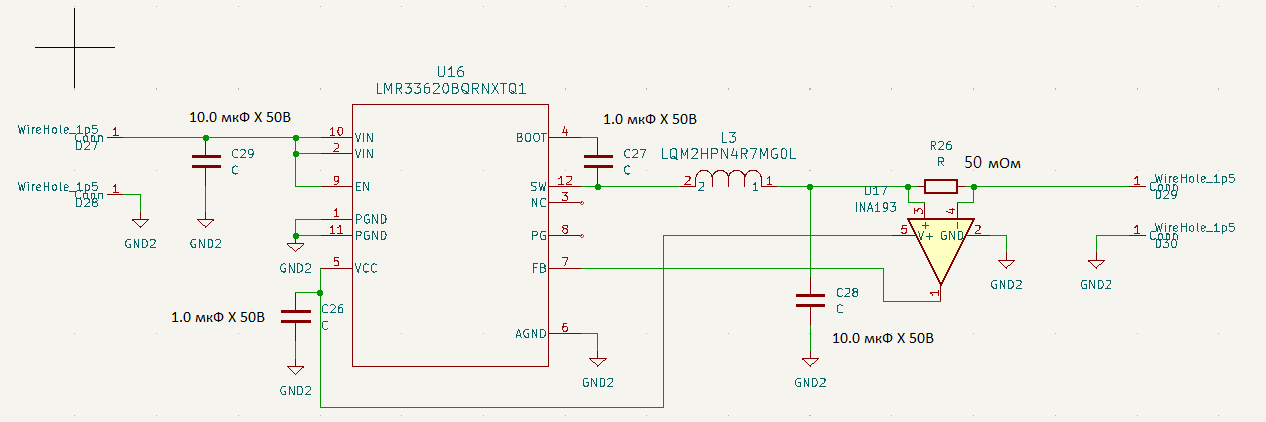 U16
LMR33620BQRNXTQ1
10.0 мкФ X 50В
1.0 мкФ X 50В
WireHole_1p5
Conn
D27
1
10
VIN
BOOT
4
2
VIN
C29
C
C27
C
L3
LQM2HPN4R7MG0L
R26
R
50 мОм
WireHole_1p5
Conn
D28
1
9
EN
SW
12
2
2
1
1
U17
INA193
1
WireHole_1p5
Conn
D29
NC
3
3
4
+
-
1
PGND
11
PGND
PG
8
5
V+
GND
2
1
WireHole_1p5
Conn
D30
GND2
GND2
GND2
5
VCC
FB
7
GND2
GND2
1
1.0 мкФ X 50В
C26
C
C28
C
10.0 мкФ X 50В
AGND
6
GND2
GND2
GND2